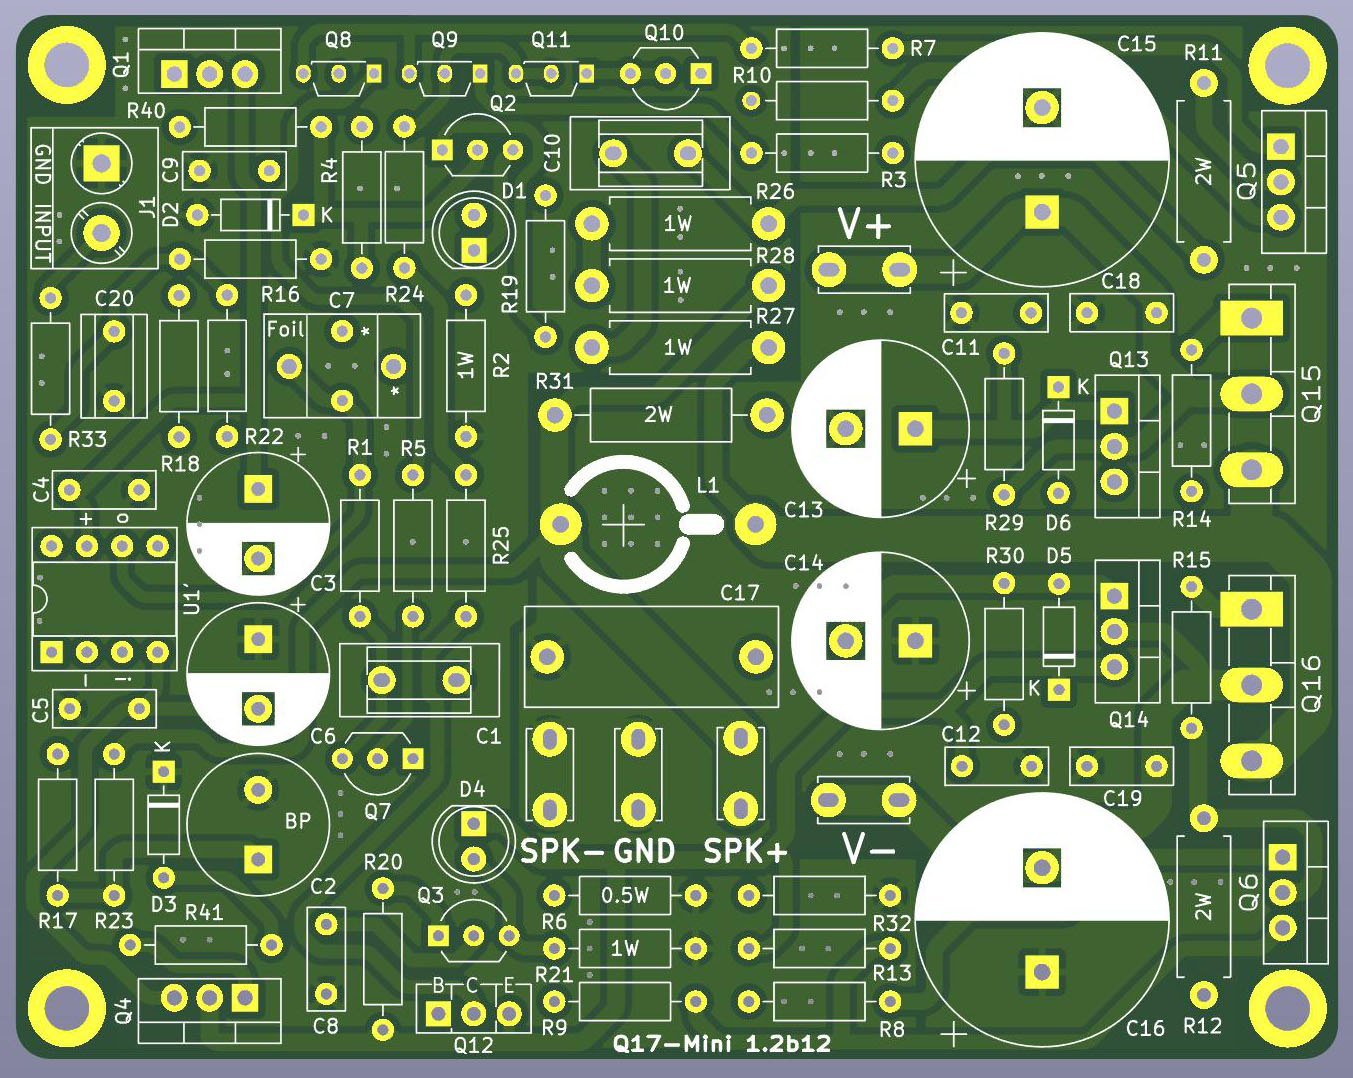 Q1
Q8
Q9
Q11
Q10
R7
C15
R11
R10
R40
Q2
GND INPUT
J1
C9
R4
C10
R3
2W
Q5
D2
K
D1
R26
1W
V+
R28
R16
R24
R19
1W
C20
C7
C18
R27
Foil
*
*
1W
R2
1W
C11
Q13
R31
K
Q15
R33
R18
R22
R1
R5
2W
C4
+
o
+
L1
+
C13
R29
D6
R14
R25
C14
R30
D5
R15
C3
U1'
C17
+
K
+
Q16
–
!
C5
K
C6
C1
C12
Q14
Q7
D4
C19
BP
SPK-
GND
SPK+
V-
R17
R23
D3
C2
R20
Q3
0.5W
R6
R32
2W
Q6
R41
1W
R21
R13
Q4
C8
B C E
Q12
R9
R8
+
+
C16
R12
Q17-Mini 1.2b12